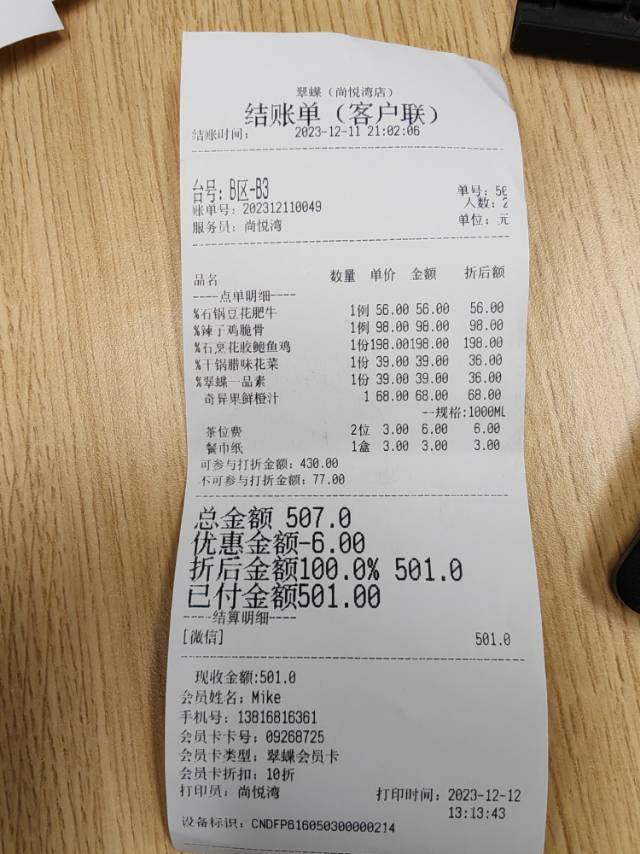 翠蝶（尚悦湾店）
结账单（客户联）
结账时间： 2023-12-11 21:02:06
台号：B区-B3 单号：56
账单号：202312110049 人数：2
服务员：尚悦湾 单位：元
品名 数量 单价 金额 折后额
----点单明细----
%石锅豆花肥牛 1例 56.00 56.00 56.00
%辣子鸡脆骨 1例 98.00 98.00 98.00
%石烹花胶鲍鱼鸡 1份198.00198.00 198.00
%干锅腊味花菜 1份 39.00 39.00 36.00
%翠蝶一品素 1份 39.00 39.00 36.00
奇异果鲜橙汁 1 68.00 68.00 68.00
--规格:1000ML
茶位费 2位 3.00 6.00 6.00
餐巾纸 1盒 3.00 3.00 3.00
可参与打折金额：430.00
不可参与打折金额：77.00
总金额 507.0
优惠金额-6.00
折后金额100.0% 501.0
已付金额501.00
----结算明细----
[微信] 501.0
现收金额:501.0
会员姓名：Mike
手机号：13816816361
会员卡卡号：09268725
会员卡类型：翠蝶会员卡
会员卡折扣：10折
打印员：尚悦湾 打印时间：2023-12-12
13:13:43
设备标识：CNDFP616050300000214